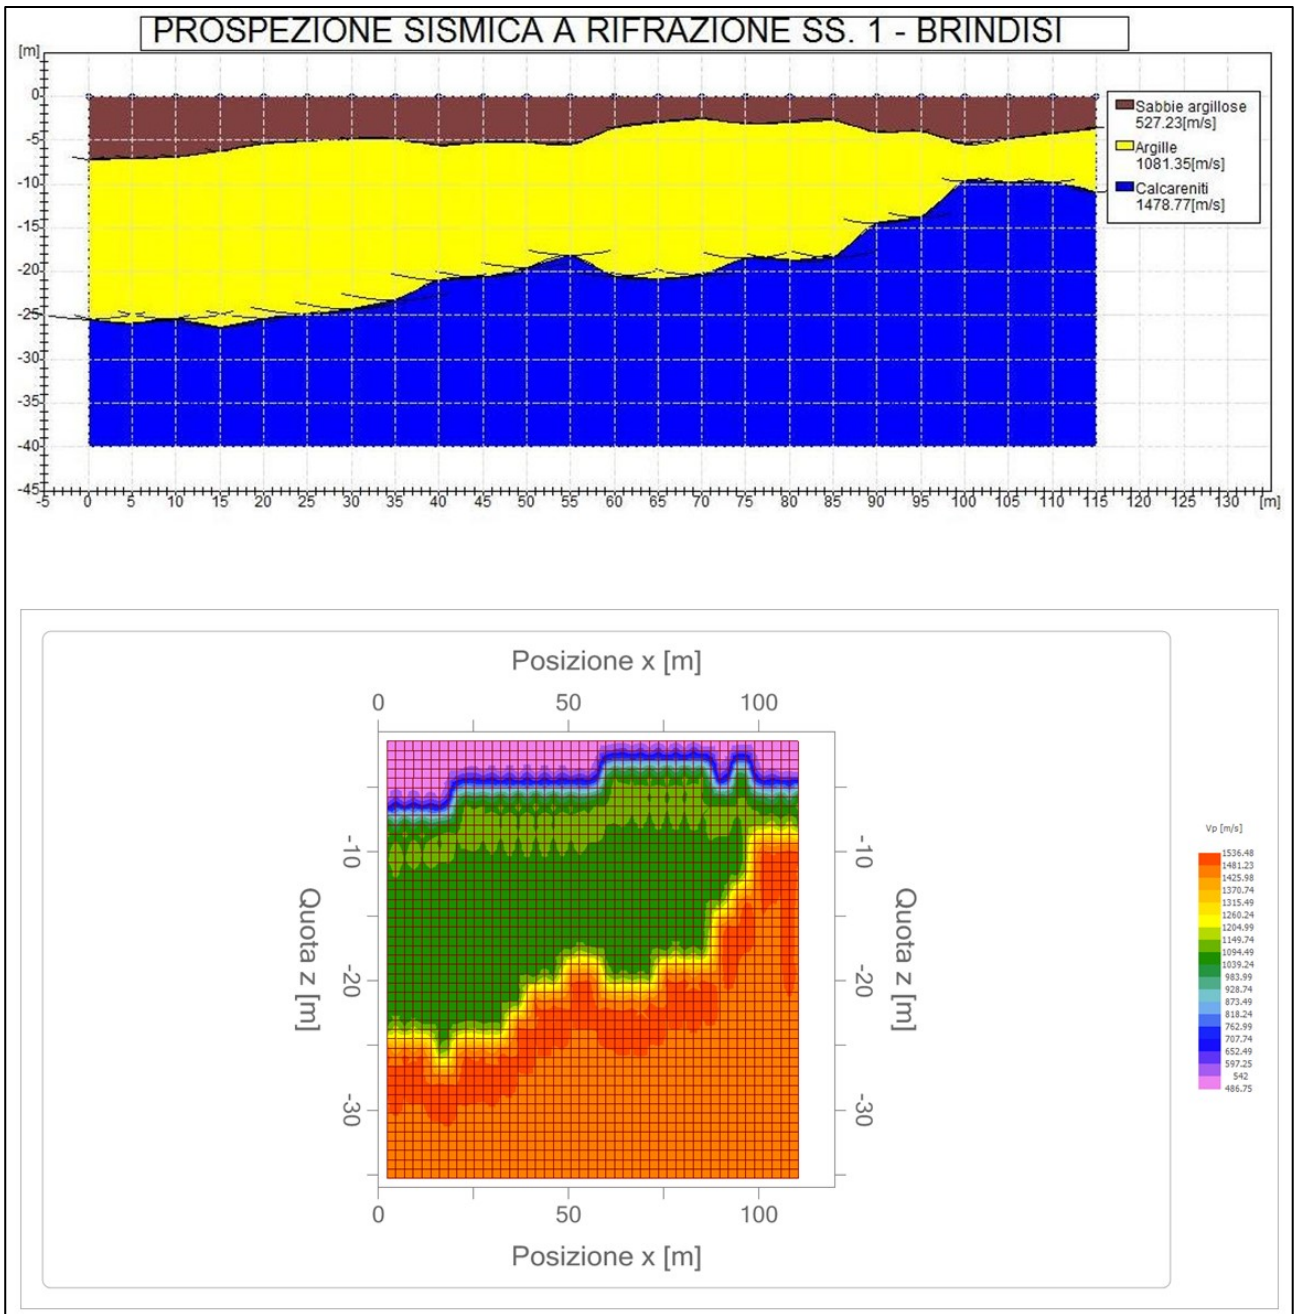 PROSPEZIONE SISMICA A RIFRAZIONE SS. 1 - BRINDISI
[m]
0
-5
-10
-15
-20
-25
-30
-35
-40
-45
Sabbie argillose
527.23[m/s]
Argille
1081.35[m/s]
Calcareniti
1478.77[m/s]
-5 0 5 10 15 20 25 30 35 40 45 50 55 60 65 70 75 80 85 90 95 100 105 110 115 120 125 130 [m]
Posizione x [m]
0 50 100
-10
-20
-30
Quota z [m]
-10
-20
-30
Quota z [m]
0 50 100
Posizione x [m]
Vp [m/s]
1536.48
1481.23
1425.98
1370.74
1315.49
1260.24
1204.99
1149.74
1094.49
1039.24
983.99
928.74
873.49
818.24
762.99
707.74
652.49
597.25
542
486.75